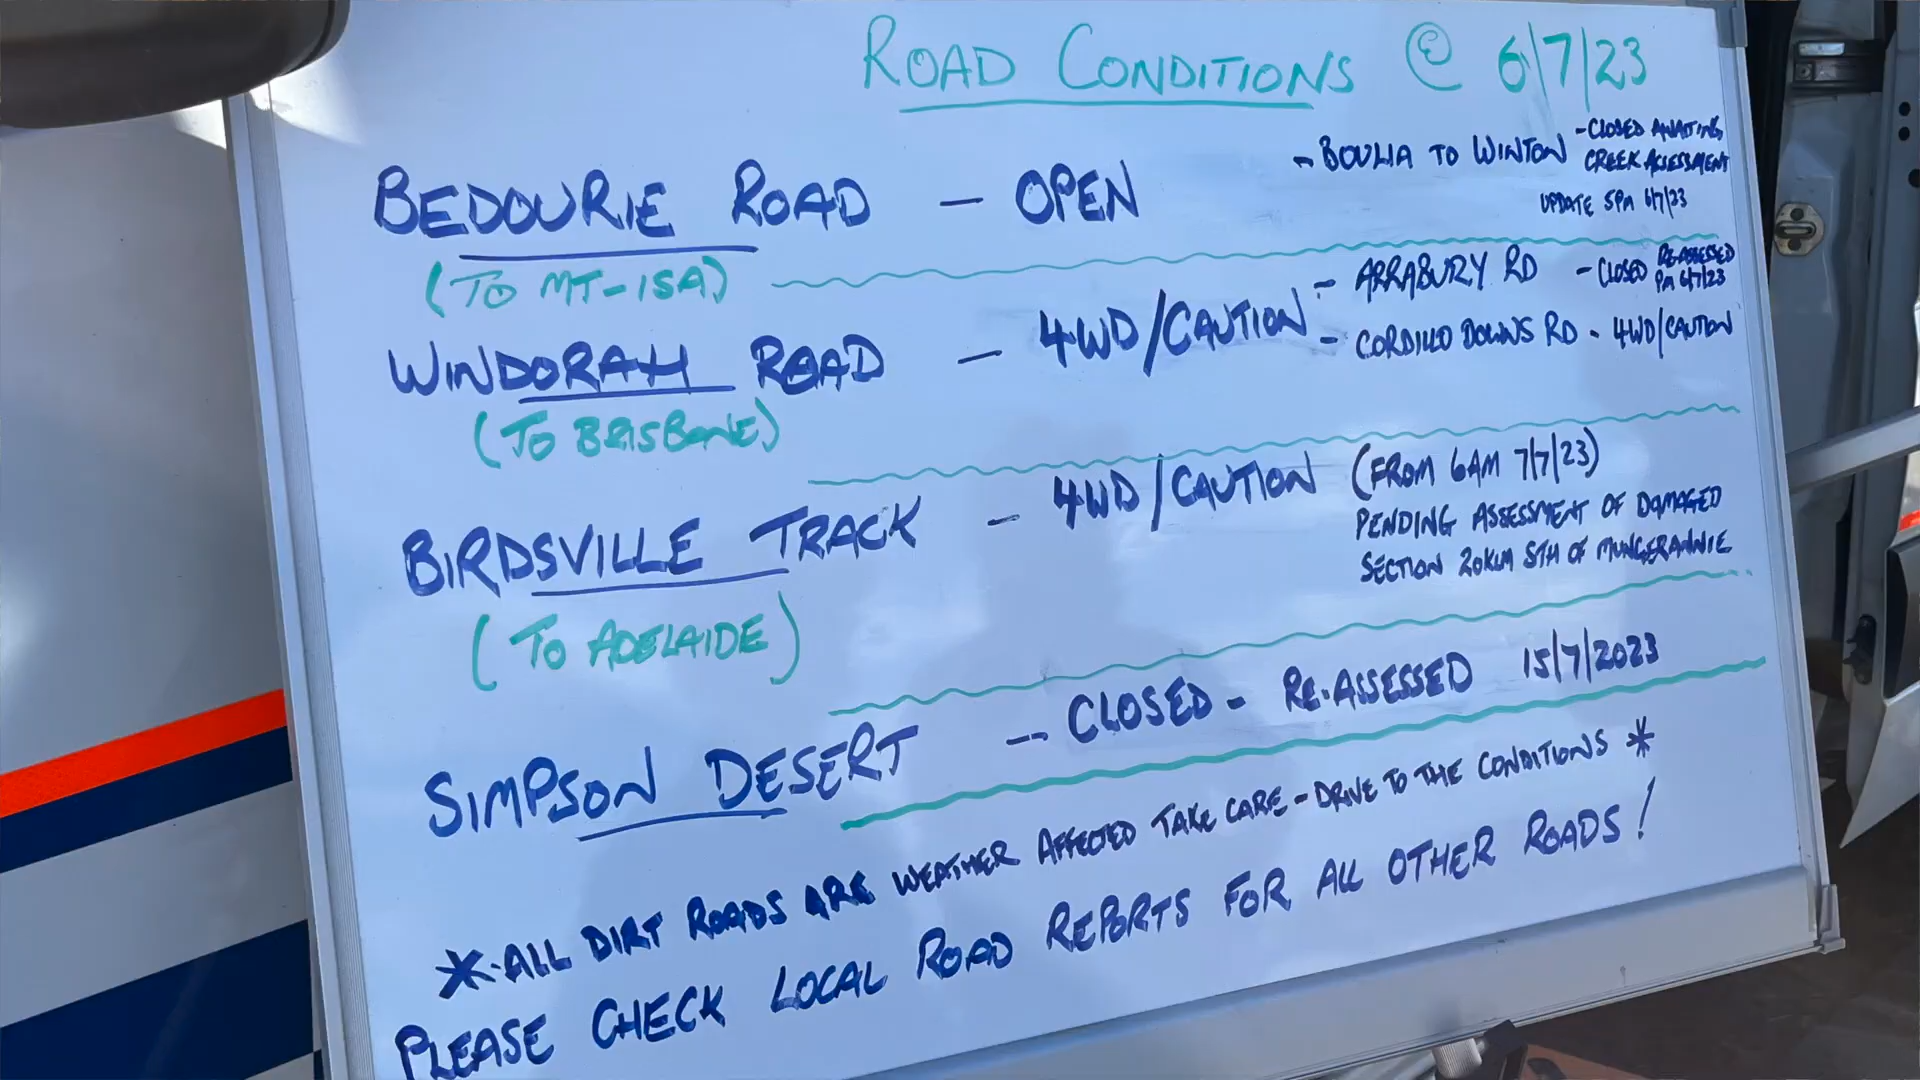 ROAD CONDITIONS @ 6/7/23
BEDOURIE ROAD - OPEN
(TO MT-ISA)
- BOULIA TO WINTON - CLOSED AWAITING
CREEK ASSESSMENT
UPDATE 5PM 6/7/23
WINDORAH ROAD - 4WD/CAUTION
(TO BRISBANE)
- ARRABURY RD - CLOSED RE-ASSESSED
PM 6/7/23
- CORDILLO DOWNS RD - 4WD/CAUTION
BIRDSVILLE TRACK - 4WD/CAUTION (FROM 6AM 7/7/23)
(TO ADELAIDE)
PENDING ASSESSMENT OF DAMAGED
SECTION 20KM STH OF MUNGERANNIE
SIMPSON DESERT -- CLOSED - RE-ASSESSED 15/7/2023
*-ALL DIRT ROADS ARE WEATHER AFFECTED TAKE CARE - DRIVE TO THE CONDITIONS *
PLEASE CHECK LOCAL ROAD REPORTS FOR ALL OTHER ROADS!